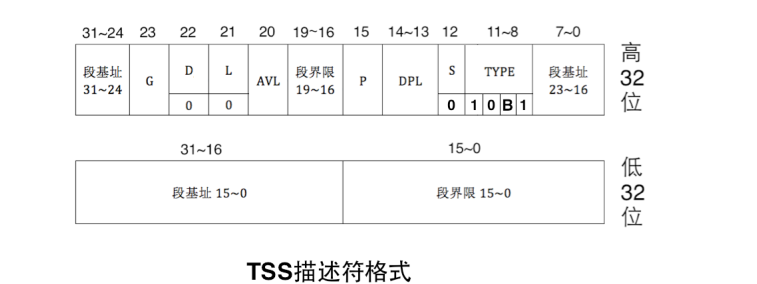 31~24 23 22 21 20 19~16 15 14~13 12 11~8 7~0
段基址 31~24
G
D
L
AVL
段界限 19~16
P
DPL
S
TYPE
段基址 23~16
0 0 0 1 0 B 1
高 32 位
31~16 15~0
段基址 15~0 段界限 15~0
低 32 位
TSS描述符格式